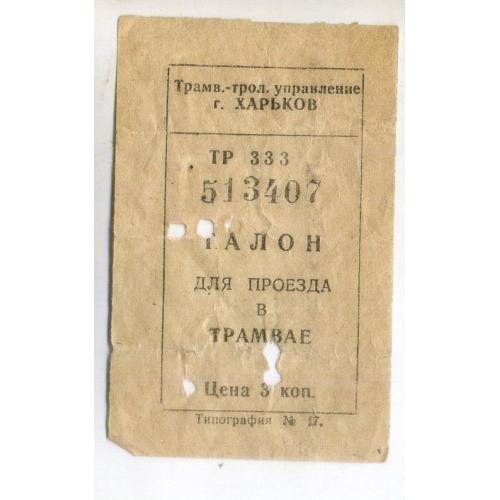 Трамв.-трол. управление
г. ХАРЬКОВ
ТР 333
513407
ТАЛОН
ДЛЯ ПРОЕЗДА
В
ТРАМВАЕ
Цена 3 коп.
Типография № 17.